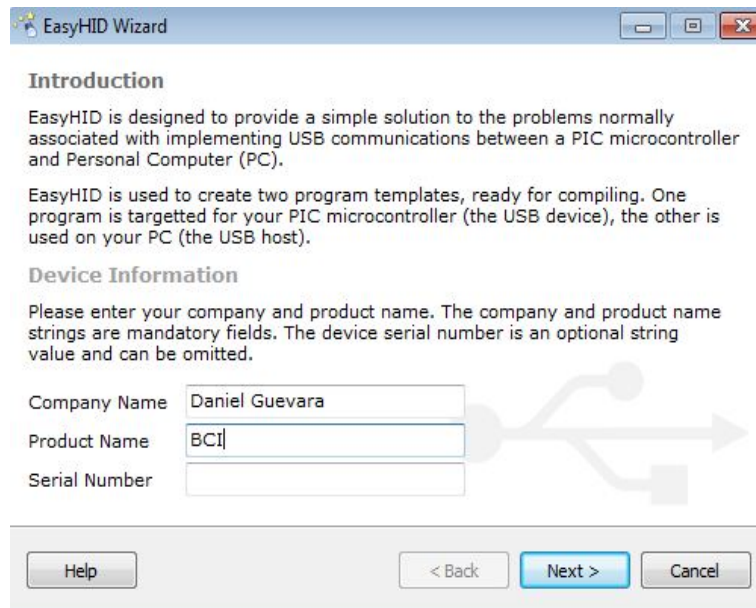 EasyHID Wizard
Introduction
EasyHID is designed to provide a simple solution to the problems normally
associated with implementing USB communications between a PIC microcontroller
and Personal Computer (PC).
EasyHID is used to create two program templates, ready for compiling. One
program is targetted for your PIC microcontroller (the USB device), the other is
used on your PC (the USB host).
Device Information
Please enter your company and product name. The company and product name
strings are mandatory fields. The device serial number is an optional string
value and can be omitted.
Company Name Daniel Guevara
Product Name BCI
Serial Number
Help < Back Next > Cancel